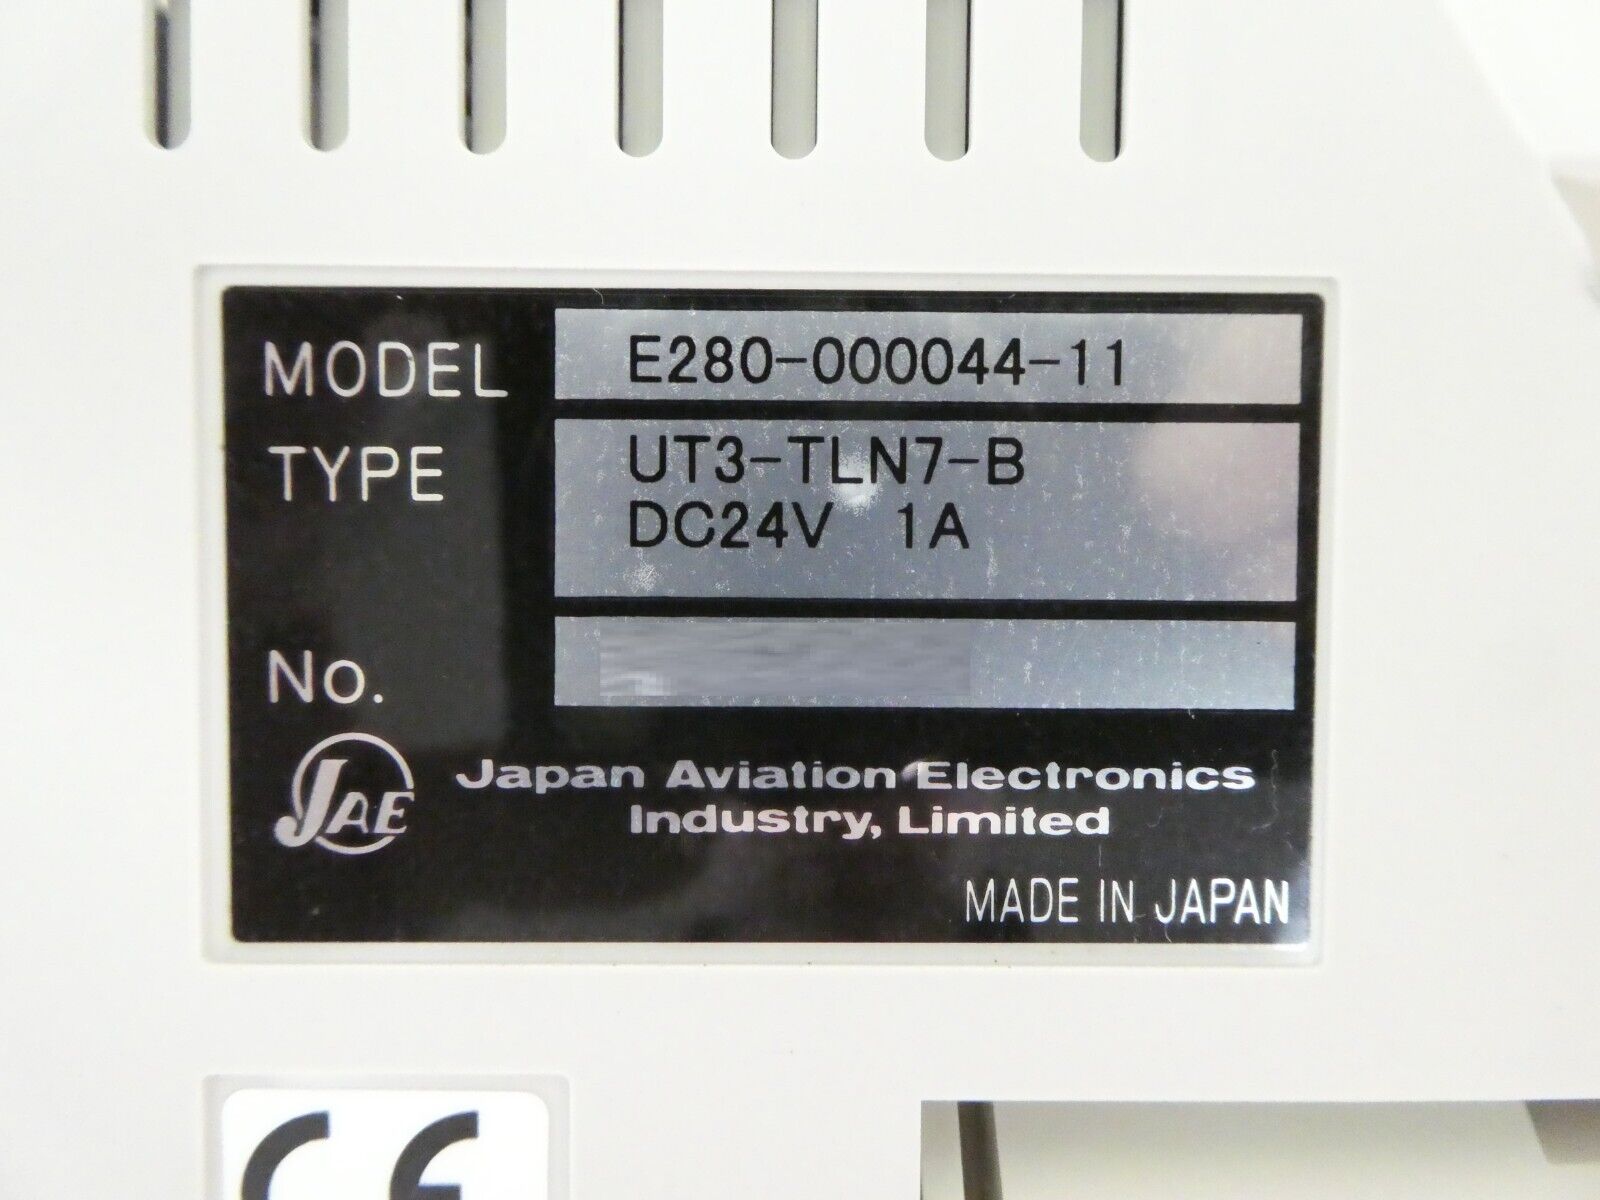 MODEL E280-000044-11
TYPE UT3-TLN7-B
DC24V 1A
No.
JAE Japan Aviation Electronics
Industry, Limited
MADE IN JAPAN
CE